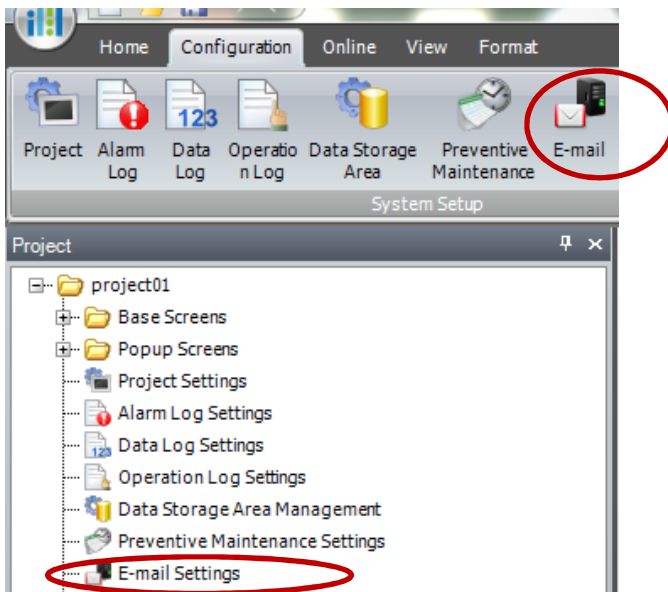 Home Configuration Online View Format
Project Alarm Log Data Log Operatio n Log Data Storage Area Preventive Maintenance E-mail
123
System Setup
Project
project01
Base Screens
Popup Screens
Project Settings
Alarm Log Settings
123 Data Log Settings
Operation Log Settings
Data Storage Area Management
Preventive Maintenance Settings
E-mail Settings